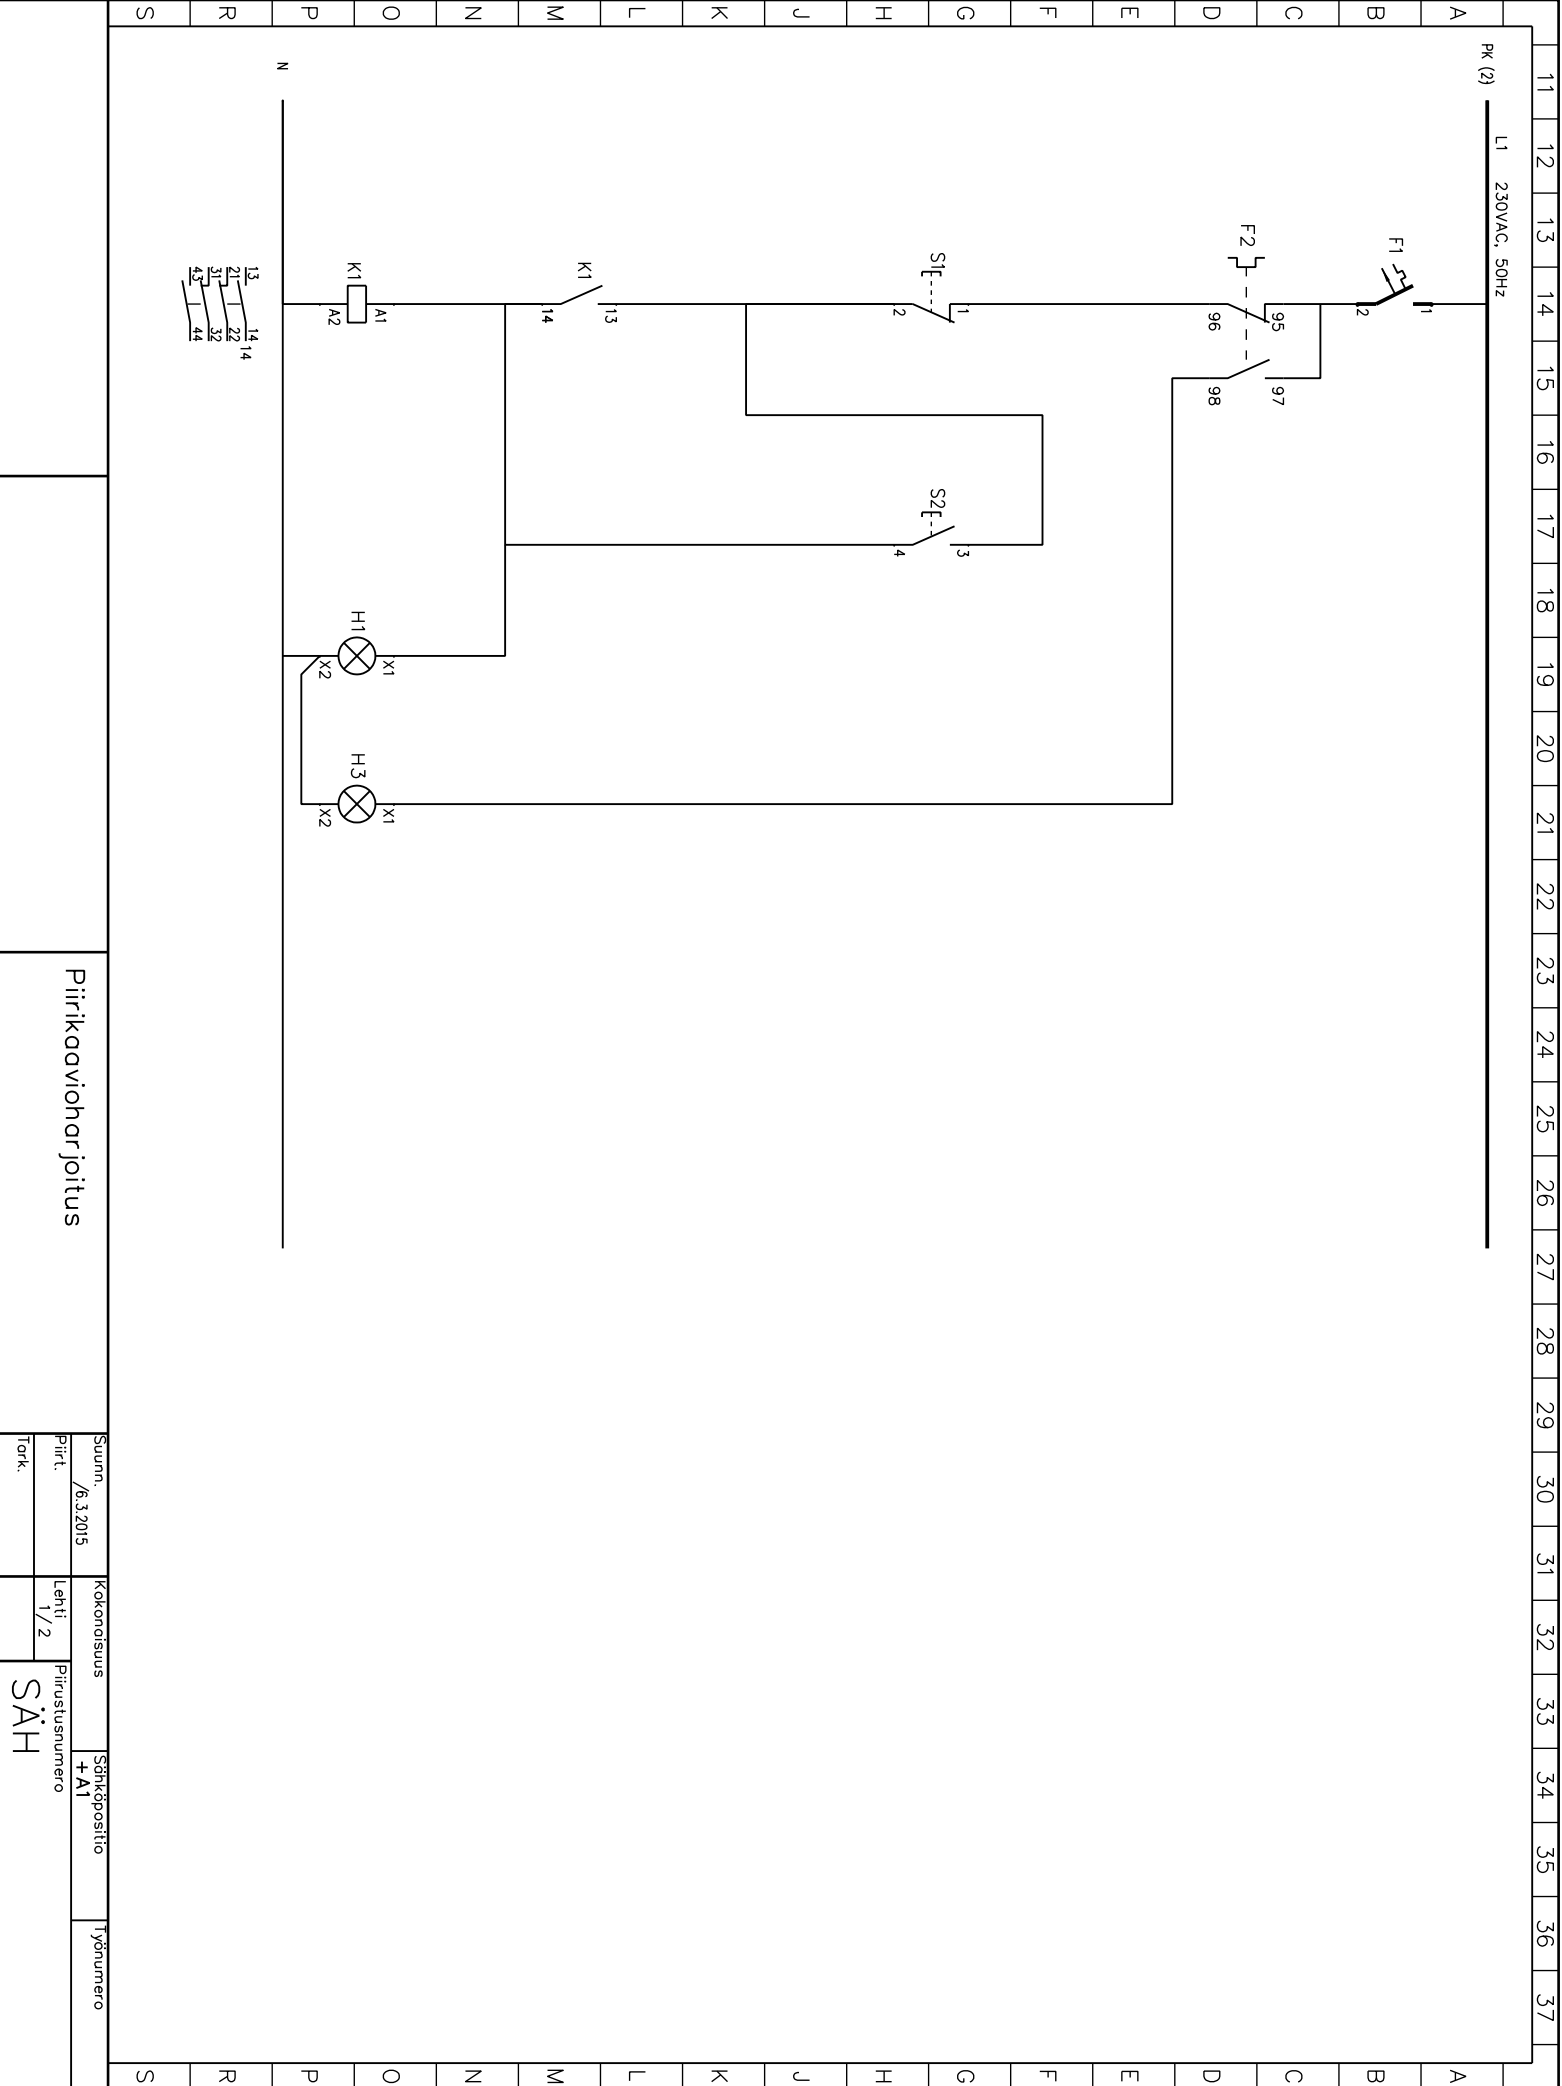 11 12 13 14 15 16 17 18 19 20 21 22 23 24 25 26 27 28 29 30 31 32 33 34 35 36 37
A A
B B
C C
D D
E E
F F
G G
H H
J J
K K
L L
M M
N N
O O
P P
R R
S S
L1 230VAC, 50Hz
PK (2)
1
F1
2
95 97
F2
96 98
1 3
S1 S2
2 4
13
K1
14
A1 X1 X1
K1 H1 H3
A2 X2 X2
N
13 14 14
21 22
31 32
43 44
Piirikaavioharjoitus
Suunn.
/6.3.2015
Piirt.
Tark.
Kokonaisuus
Lehti
1/2
Sähköpositio
+A1
Työnumero
Piirustusnumero
SÄH